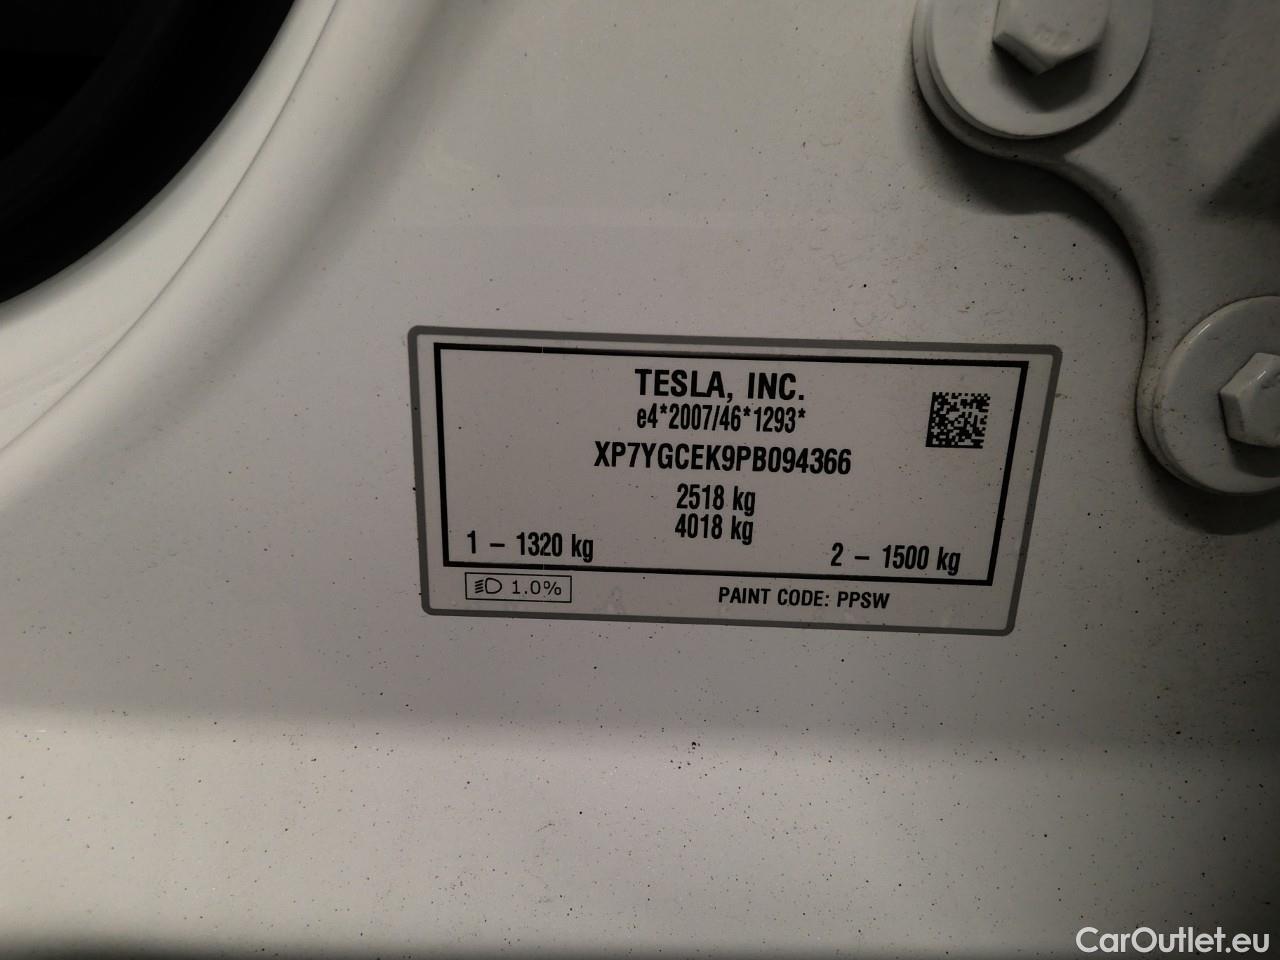 TESLA, INC.
e4*2007/46*1293*
XP7YGCEK9PB094366
2518 kg
4018 kg
1 – 1320 kg
2 – 1500 kg
1.0%
PAINT CODE: PPSW
CarOutlet.eu